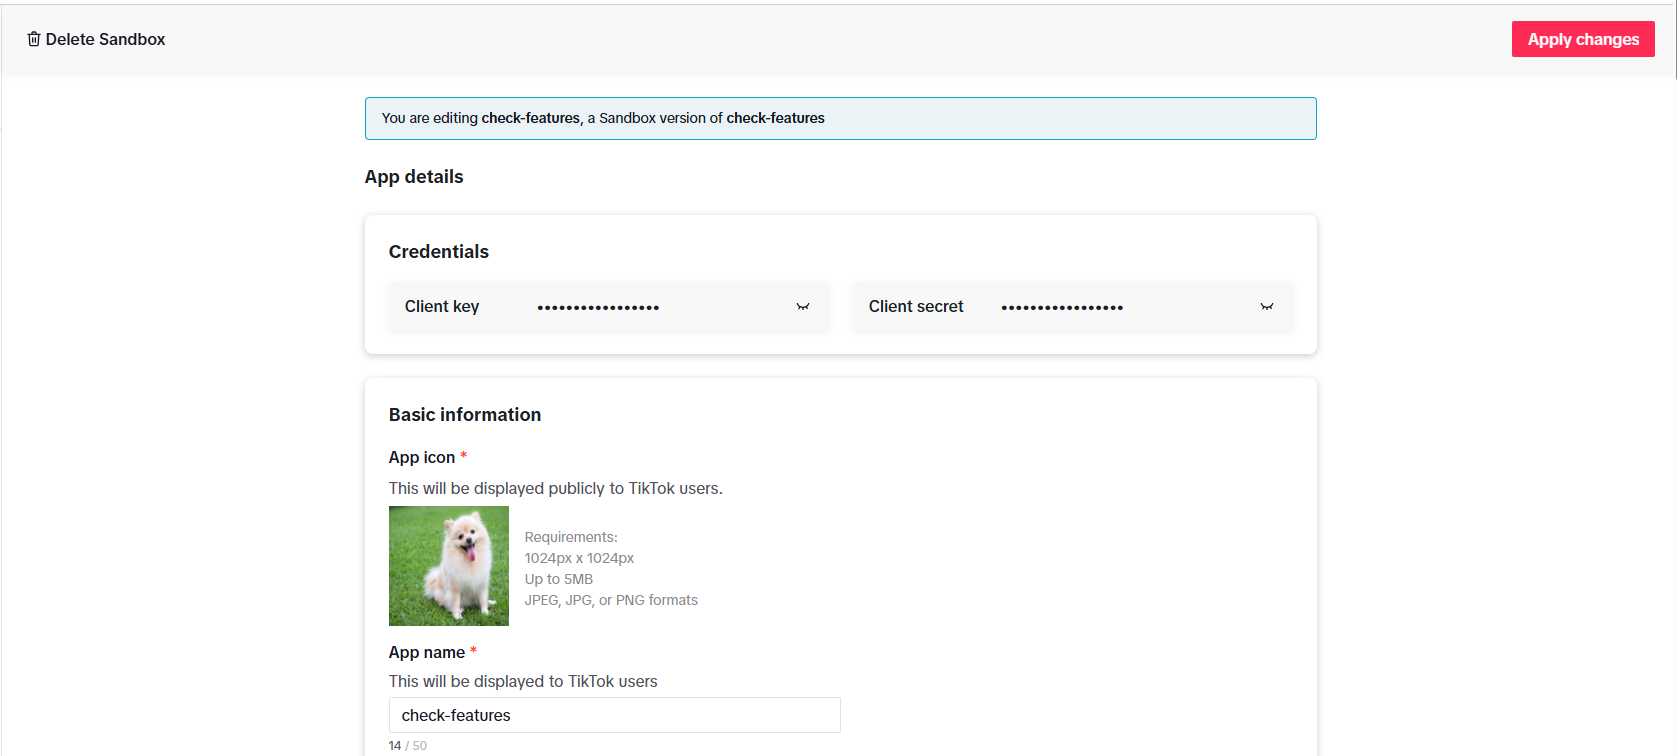 Delete Sandbox
Apply changes
You are editing check-features, a Sandbox version of check-features
App details
Credentials
Client key ••••••••••••••••• 
Client secret •••••••••••••••••
Basic information
App icon *
This will be displayed publicly to TikTok users.
Requirements:
1024px x 1024px
Up to 5MB
JPEG, JPG, or PNG formats
App name *
This will be displayed to TikTok users
check-features
14 / 50